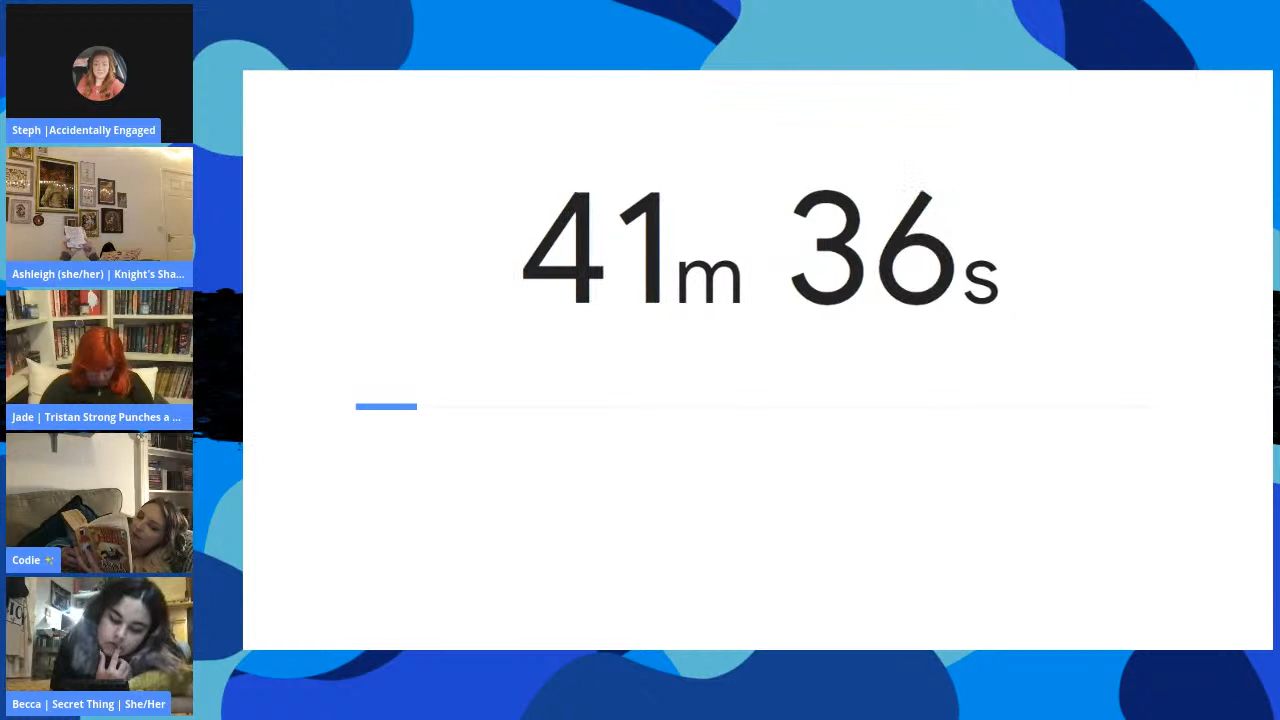 Steph |Accidentally Engaged
Ashleigh (she/her) | Knight's Sha...
Jade | Tristan Strong Punches a ...
Codie ✨
Becca | Secret Thing | She/Her
41m 36s